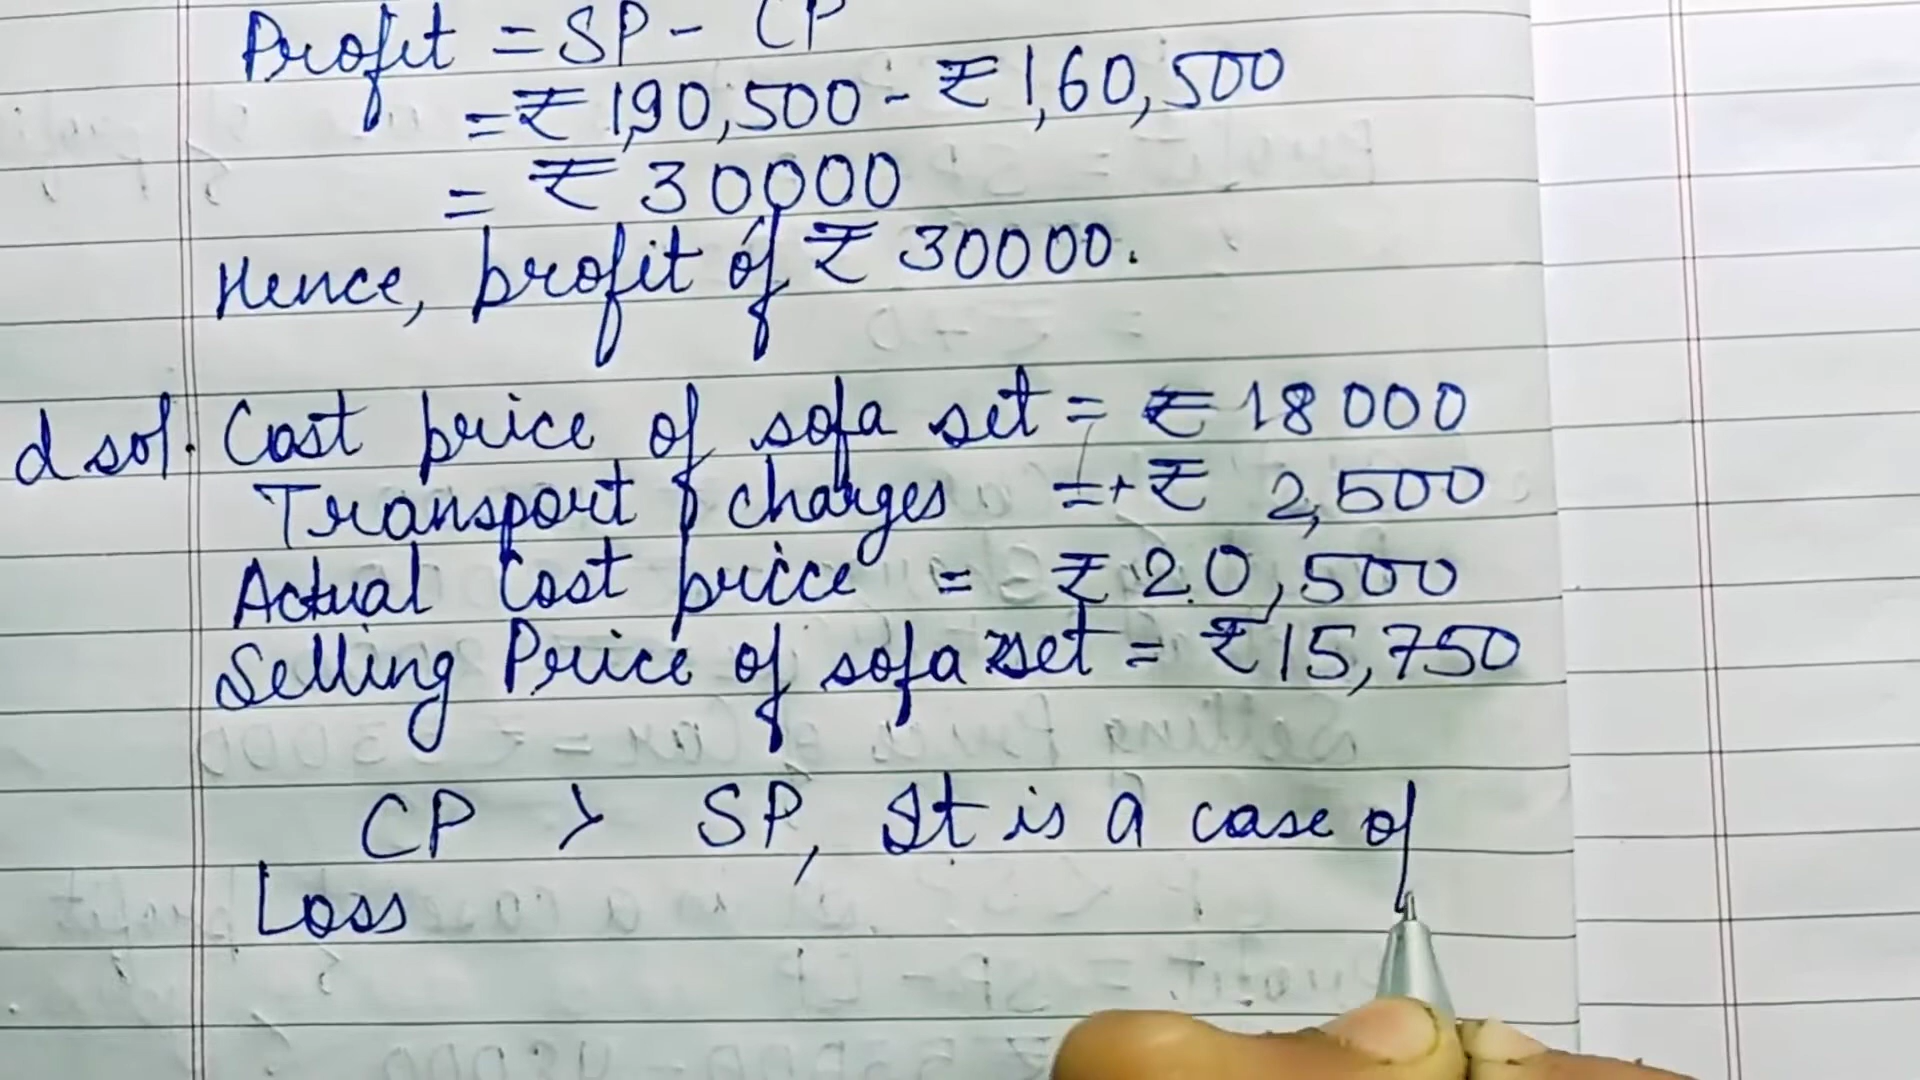 Profit = SP - CP
= ₹ 1,90,500 - ₹ 1,60,500
= ₹ 30000
Hence, profit of ₹ 30000.
d sol. Cost price of sofa set = ₹ 18000
Transport charges = + ₹ 2,500
Actual Cost price = ₹ 20,500
Selling Price of sofa set = ₹ 15,750
CP > SP, It is a case of
Loss